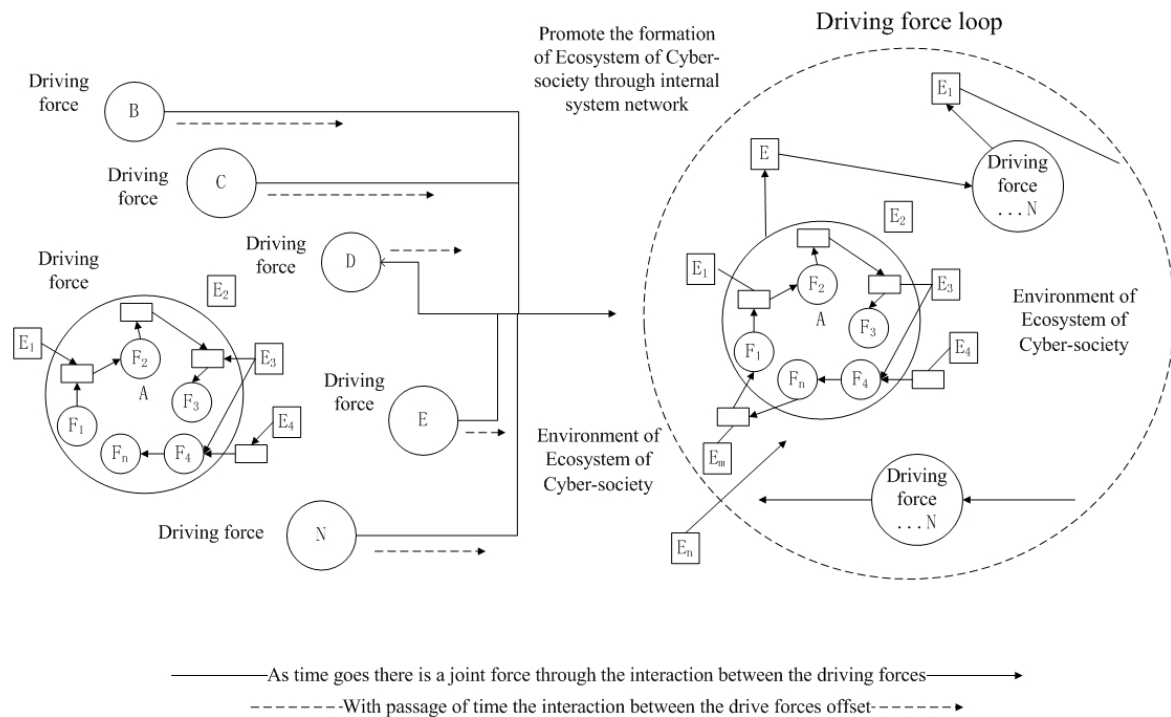 Driving force loop
Promote the formation
of Ecosystem of Cyber-
society through internal
system network
Driving
force
B
Driving
force
C
Driving
force
D
Driving
force
E2
E1
F2
E3
A
F3
F1
E4
Fn
F4
Driving
force
E
Driving force
N
E1
E
Driving
force
...N
E2
E1
F2
E3
A
F3
F1
E4
Fn
F4
Em
En
Environment of
Ecosystem of
Cyber-society
Environment of
Ecosystem of
Cyber-society
Driving
force
...N
As time goes there is a joint force through the interaction between the driving forces
With passage of time the interaction between the drive forces offset